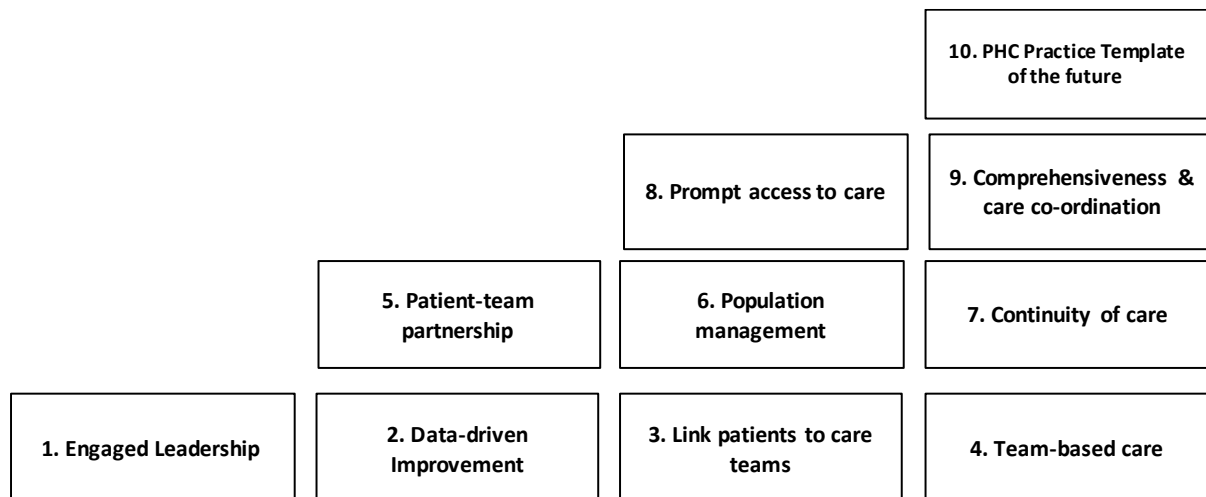 10. PHC Practice Template
of the future
8. Prompt access to care
9. Comprehensiveness &
care co-ordination
5. Patient-team
partnership
6. Population
management
7. Continuity of care
1. Engaged Leadership
2. Data-driven
Improvement
3. Link patients to care
teams
4. Team-based care